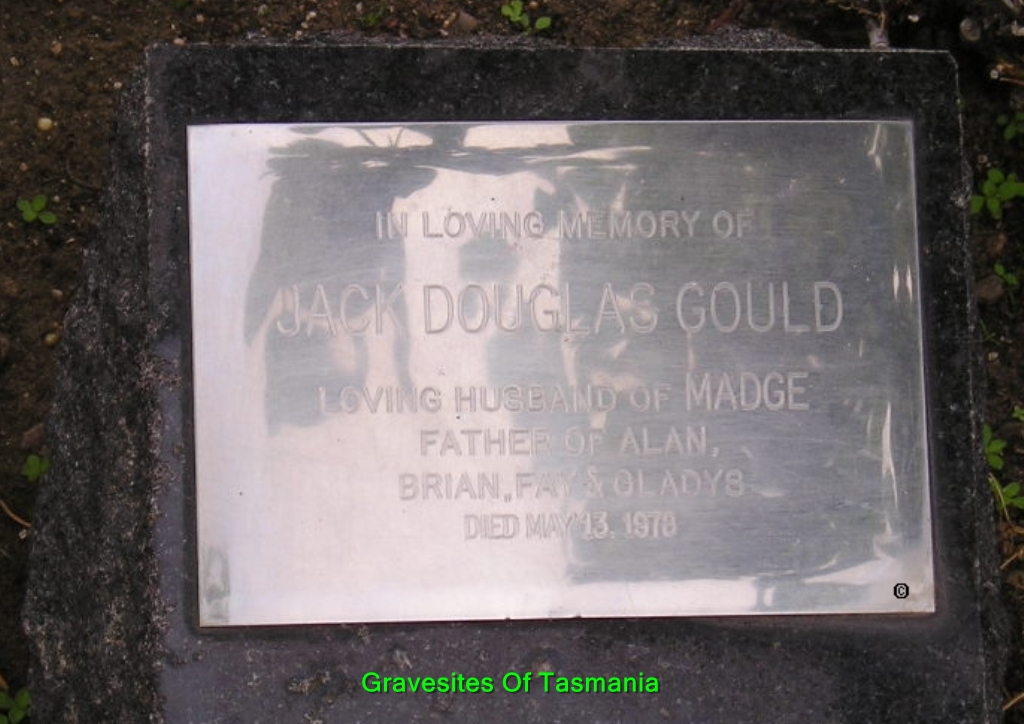 IN LOVING MEMORY OF
JACK DOUGLAS GOULD
LOVING HUSBAND OF MADGE
FATHER OF ALAN,
BRIAN, FAY & GLADYS
DIED MAY 13. 1978
©
Gravesites Of Tasmania